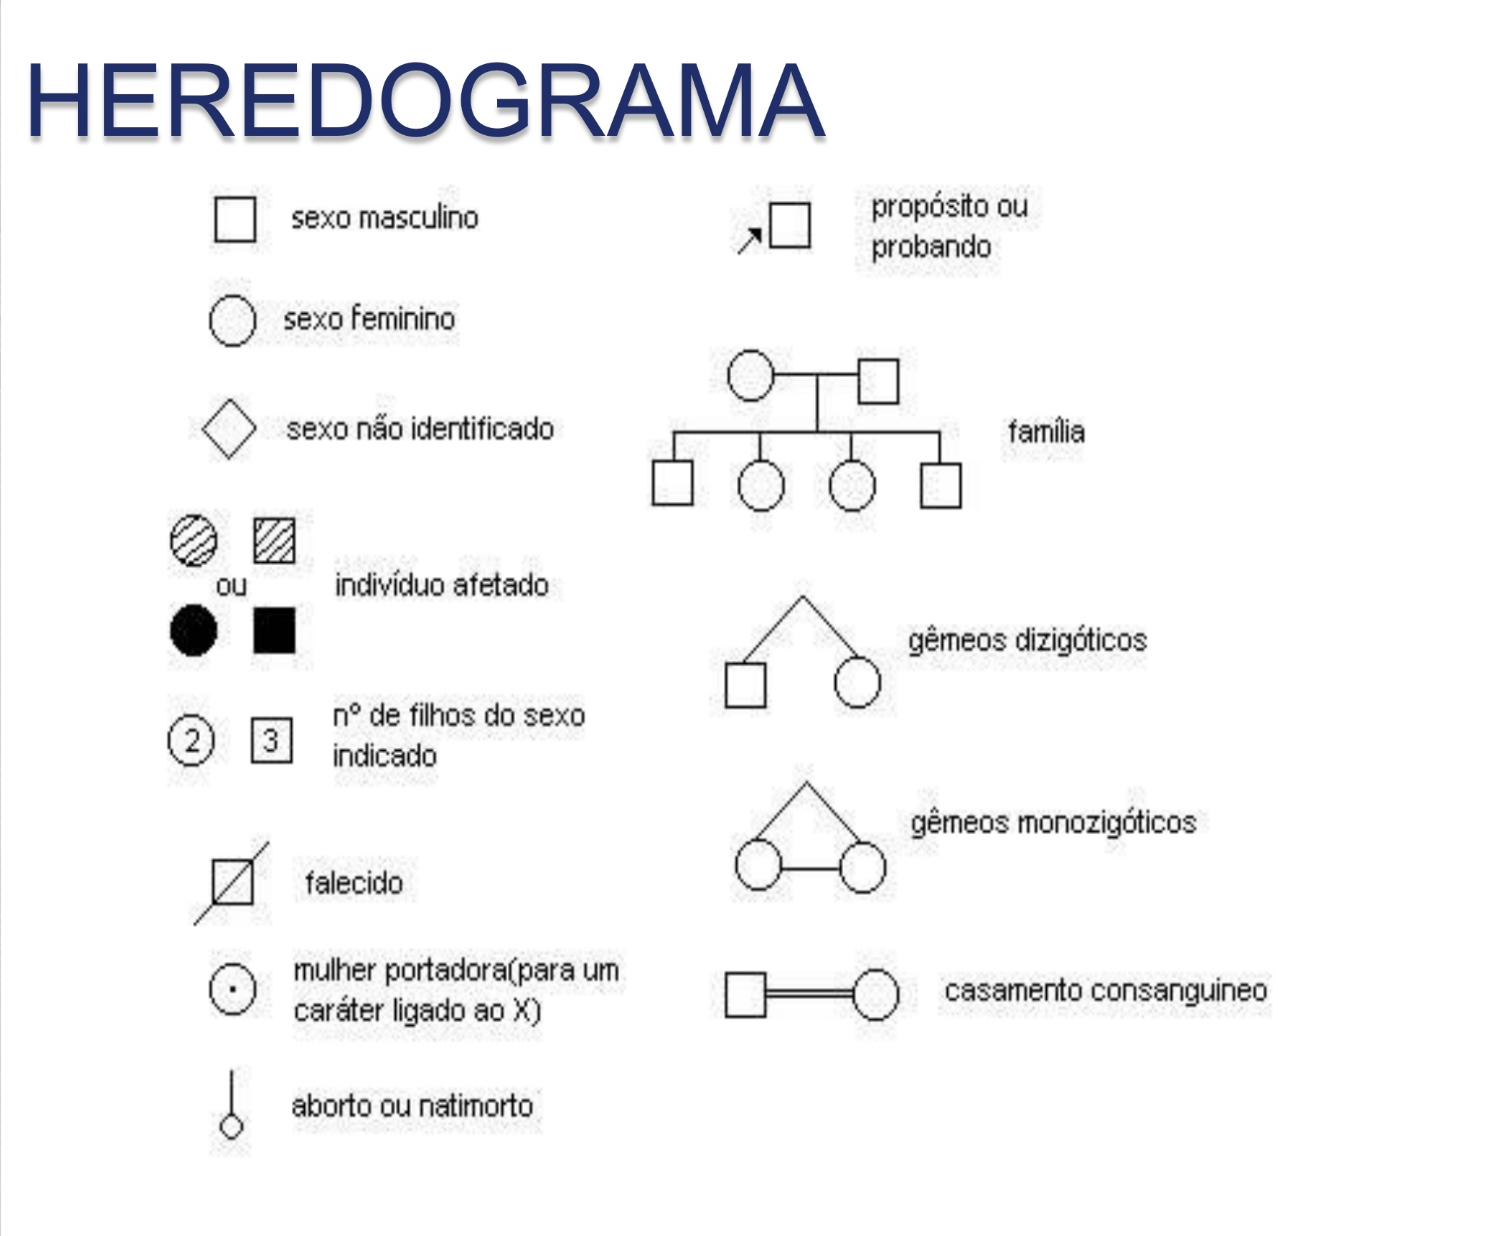 HEREDOGRAMA
sexo masculino
sexo feminino
sexo não identificado
ou
indivíduo afetado
2
3
nº de filhos do sexo
indicado
falecido
mulher portadora(para um
caráter ligado ao X)
aborto ou natimorto
propósito ou
probando
família
gêmeos dizigóticos
gêmeos monozigóticos
casamento consanguineo